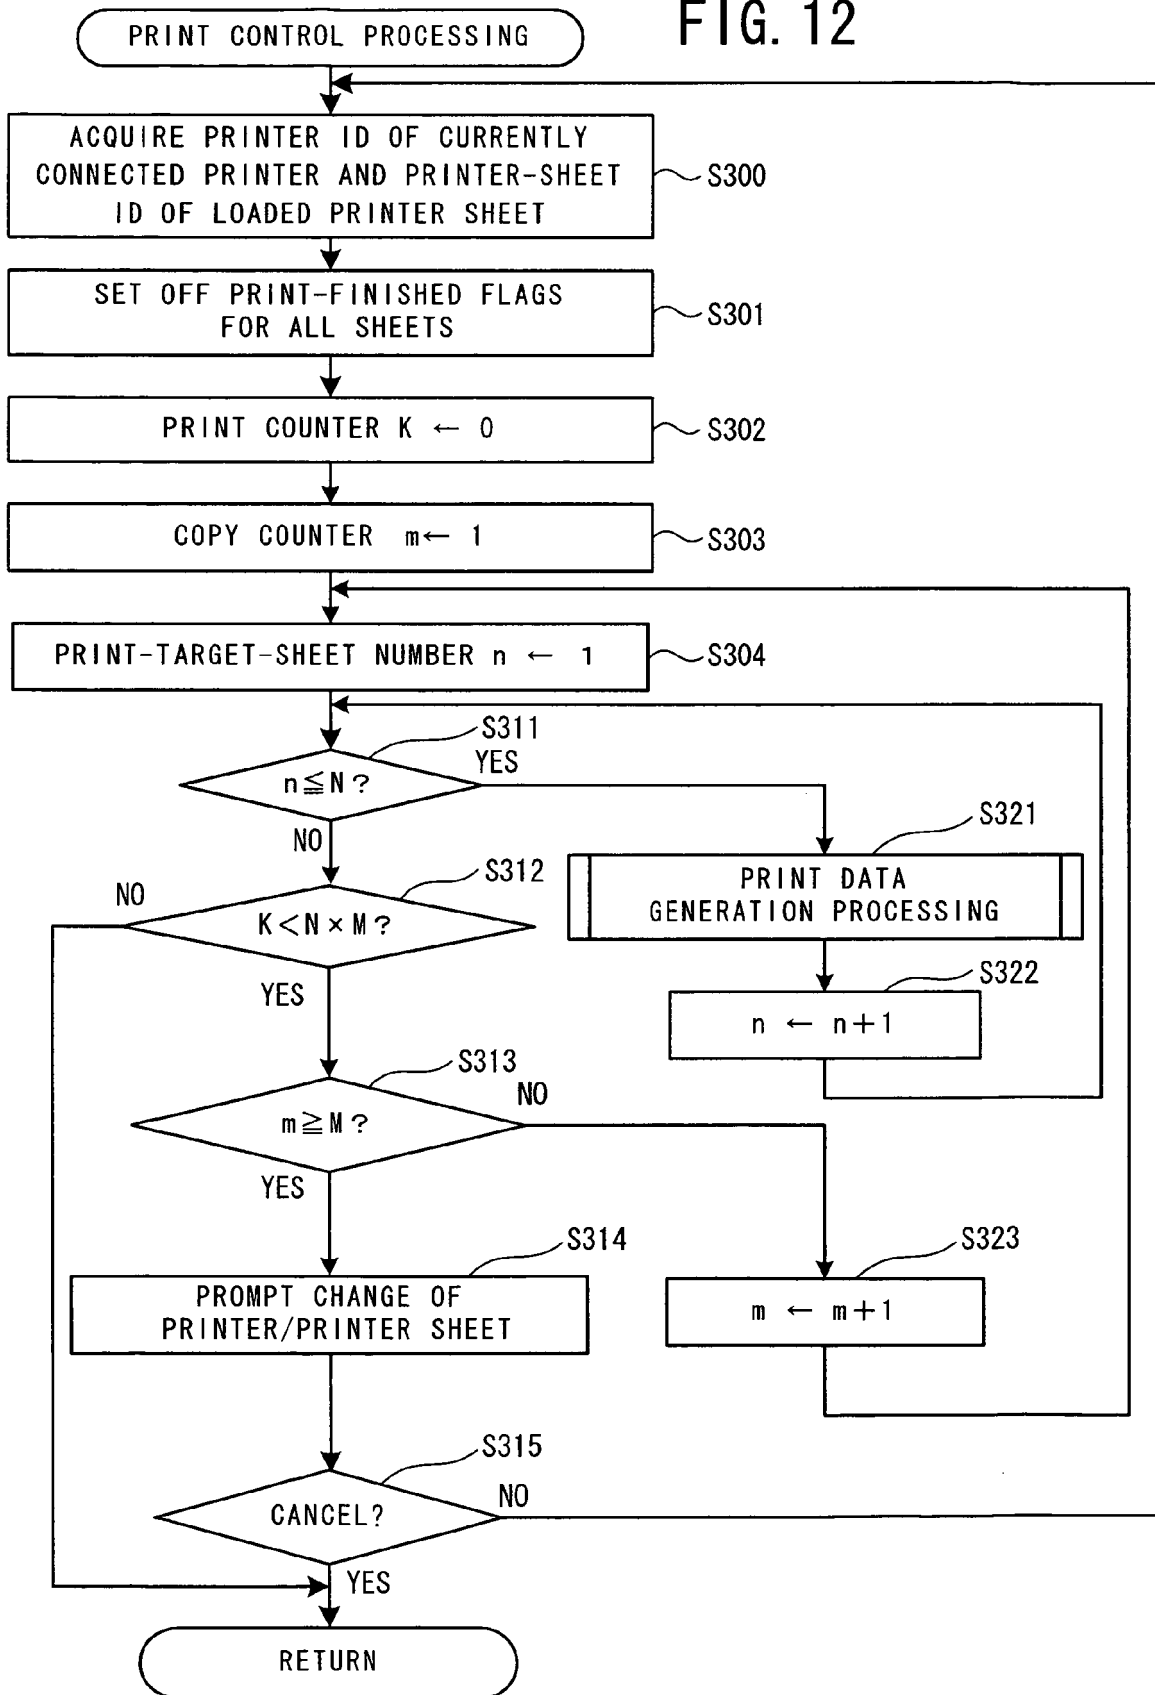 FIG. 12
PRINT CONTROL PROCESSING
ACQUIRE PRINTER ID OF CURRENTLY
CONNECTED PRINTER AND PRINTER-SHEET
ID OF LOADED PRINTER SHEET
S300
SET OFF PRINT-FINISHED FLAGS
FOR ALL SHEETS
S301
PRINT COUNTER K ← 0
S302
COPY COUNTER m← 1
S303
PRINT-TARGET-SHEET NUMBER n ← 1
S304
S311
n≦N?
YES
NO
S321
PRINT DATA
GENERATION PROCESSING
S312
NO
K<N×M?
YES
S322
n ← n+1
S313
m≧M?
NO
YES
S314
PROMPT CHANGE OF
PRINTER/PRINTER SHEET
S323
m ← m+1
S315
CANCEL?
NO
YES
RETURN